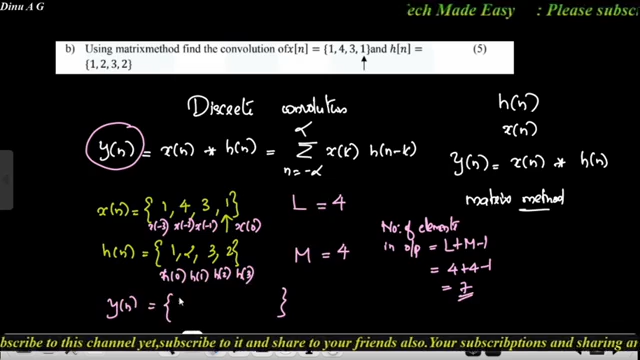 Dinu A G
Tech Made Easy : Please subsc
b) Using matrixmethod find the convolution of x[n] = {1, 4, 3, 1}and h[n] = (5)
{1, 2, 3, 2}
Discrete convolution
h(n)
x(n)
y(n) = x(n) * h(n) = ∑ x(k) h(n-k)
∝
n=-∝
y(n) = x(n) * h(n)
matrix method
x(n) = { 1, 4, 3, 1 } L = 4
x(-3) x(-2) x(-1) x(0)
h(n) = { 1, 2, 3, 2 } M = 4
h(0) h(1) h(2) h(3)
No: of elements
in o/p = L+M-1
= 4+4-1
= 7
y(n) = { }
bscribe to this channel yet,subscribe to it and share to your friends also.Your subscribptions and sharing ar